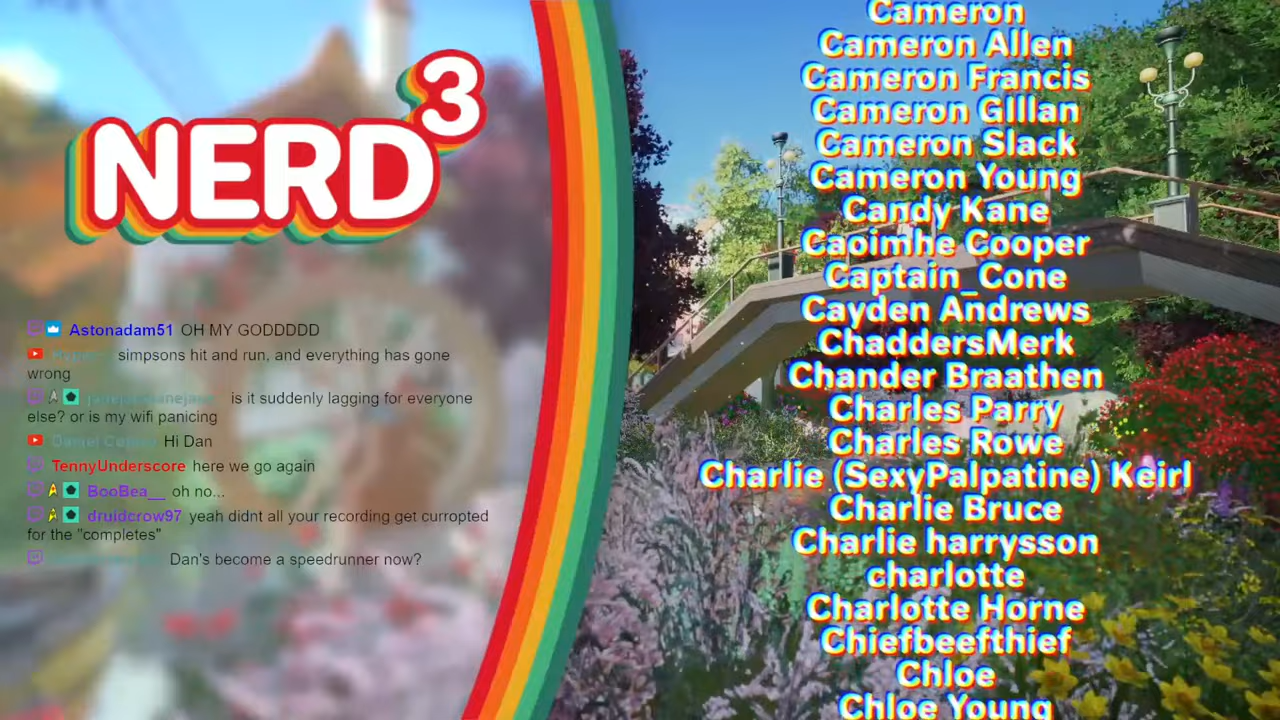 NERD³
Astonadam51 OH MY GODDDDD
simpsons hit and run, and everything has gone
wrong
is it suddenly lagging for everyone
else? or is my wifi panicing
Daniel Hi Dan
TennyUnderscore here we go again
BooBea__ oh no...
druidcrow97 yeah didnt all your recording get curropted
for the "completes"
Dan's become a speedrunner now?
Cameron
Cameron Allen
Cameron Francis
Cameron GIllan
Cameron Slack
Cameron Young
Candy Kane
Caoimhe Cooper
Captain_Cone
Cayden Andrews
ChaddersMerk
Chander Braathen
Charles Parry
Charles Rowe
Charlie (SexyPalpatine) Keirl
Charlie Bruce
Charlie harrysson
charlotte
Charlotte Horne
Chiefbeefthief
Chloe
Chloe Young